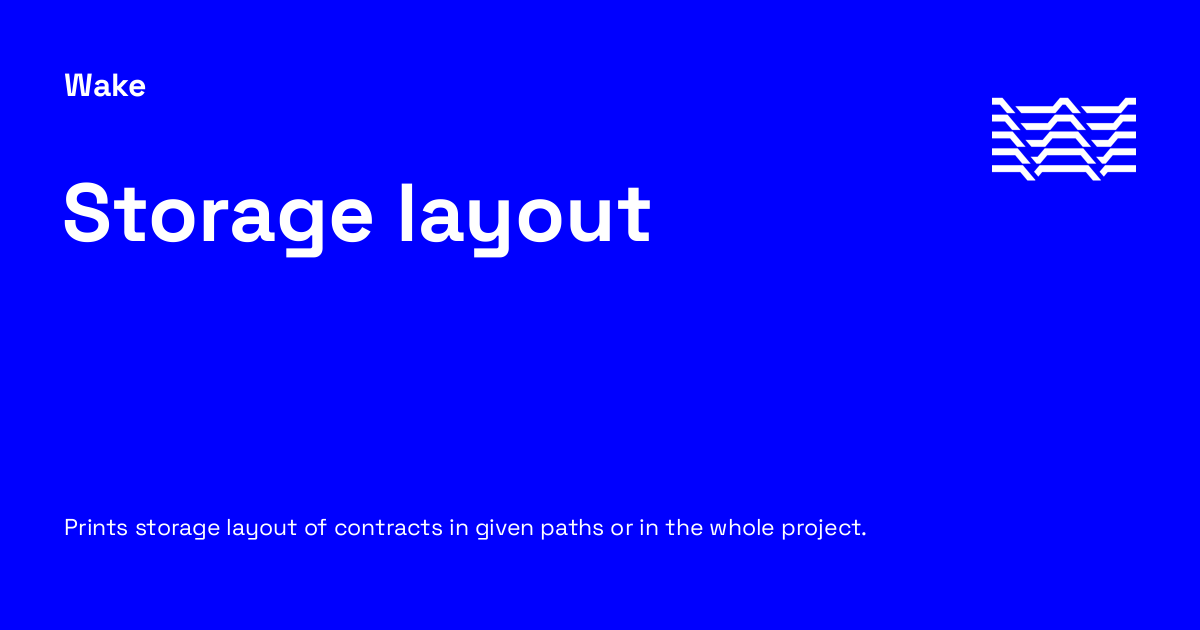 Wake
Storage layout
Prints storage layout of contracts in given paths or in the whole project.